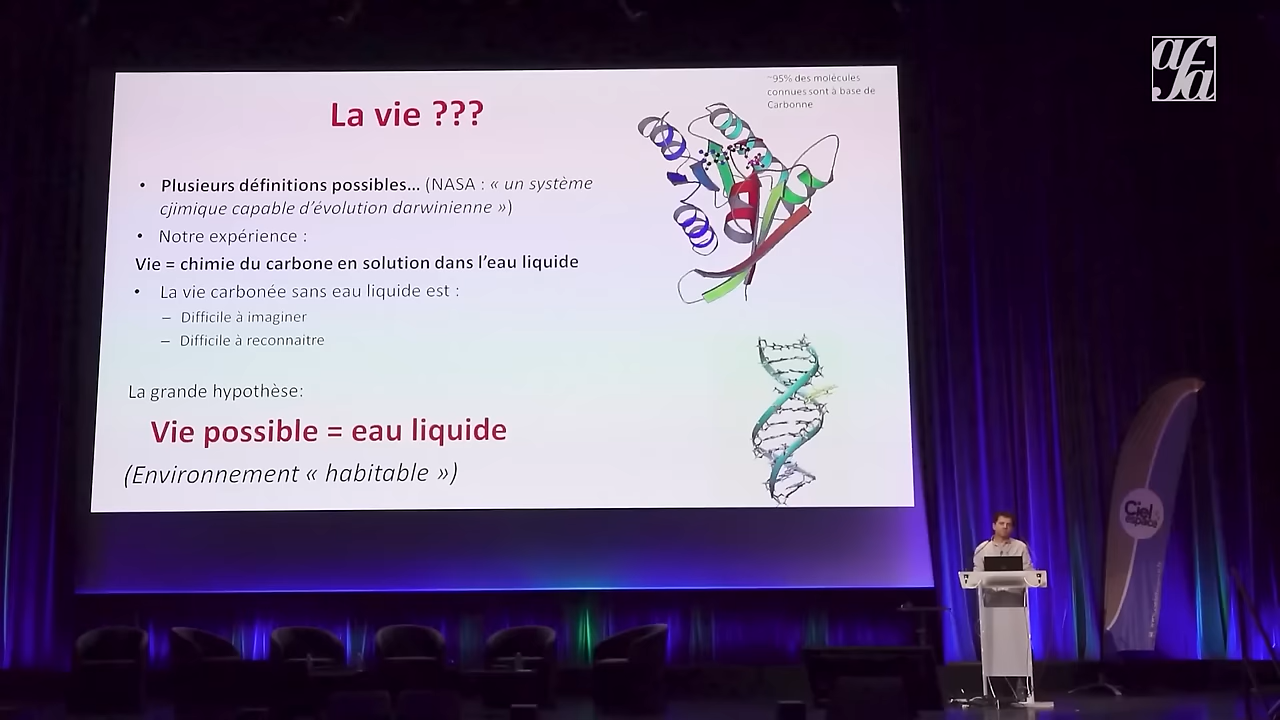 afa
~95% des molécules
connues sont à base de
Carbonne
La vie ???
• Plusieurs définitions possibles… (NASA : « un système
cjimique capable d’évolution darwinienne »)
• Notre expérience :
Vie = chimie du carbone en solution dans l’eau liquide
• La vie carbonée sans eau liquide est :
– Difficile à imaginer
– Difficile à reconnaitre
La grande hypothèse:
Vie possible = eau liquide
(Environnement « habitable »)
Ciel &
espace